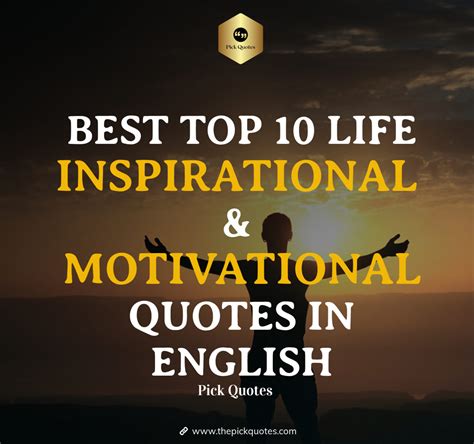 ❝❞
Pick Quotes
BEST TOP 10 LIFE
INSPIRATIONAL
&
MOTIVATIONAL
QUOTES IN
ENGLISH
Pick Quotes
www.thepickquotes.com